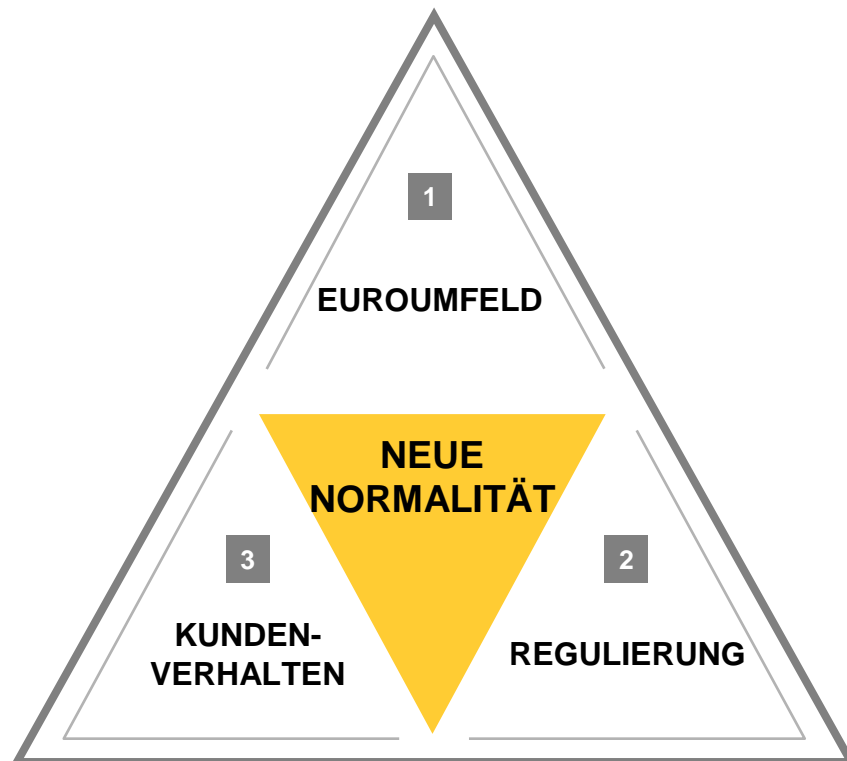 1
EUROUMFELD
NEUE
NORMALITÄT
3
KUNDEN-
VERHALTEN
2
REGULIERUNG